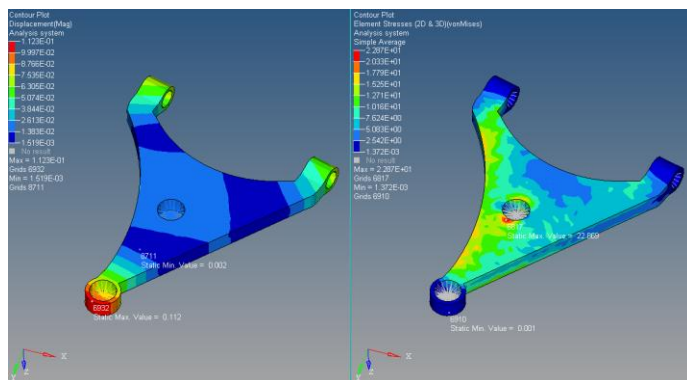 Contour Plot
Displacement(Mag)
Analysis system
1.123E-01
9.997E-02
8.766E-02
7.535E-02
6.305E-02
5.074E-02
3.844E-02
2.613E-02
1.383E-02
1.519E-03
No result
Max = 1.123E-01
Grids 6932
Min = 1.519E-03
Grids 8711
8711
Static Min. Value = 0.002
6932
Static Max. Value = 0.112
X
Y
Z
Contour Plot
Element Stresses (2D & 3D)(vonMises)
Analysis system
Simple Average
2.287E+01
2.033E+01
1.779E+01
1.525E+01
1.271E+01
1.016E+01
7.624E+00
5.083E+00
2.542E+00
1.372E-03
No result
Max = 2.287E+01
Grids 6817
Min = 1.372E-03
Grids 6910
6817
Static Max. Value = 22.869
6910
Static Min. Value = 0.001
X
Y
Z